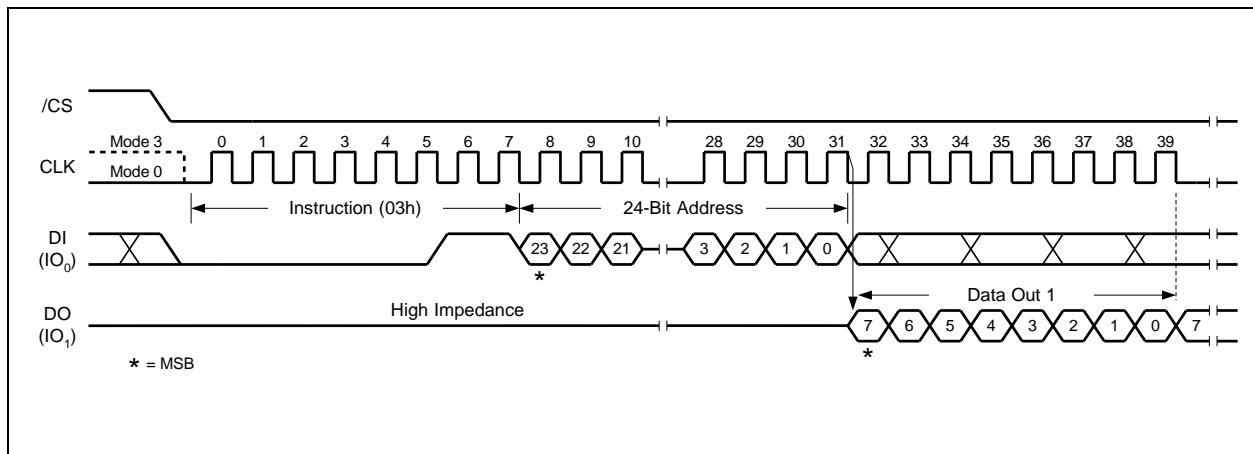 /CS
Mode 3 0 1 2 3 4 5 6 7 8 9 10 28 29 30 31 32 33 34 35 36 37 38 39
CLK Mode 0
Instruction (03h) 24-Bit Address
DI 23 22 21 3 2 1 0
(IO0)
* Data Out 1
High Impedance
DO 7 6 5 4 3 2 1 0 7
(IO1)
* = MSB *